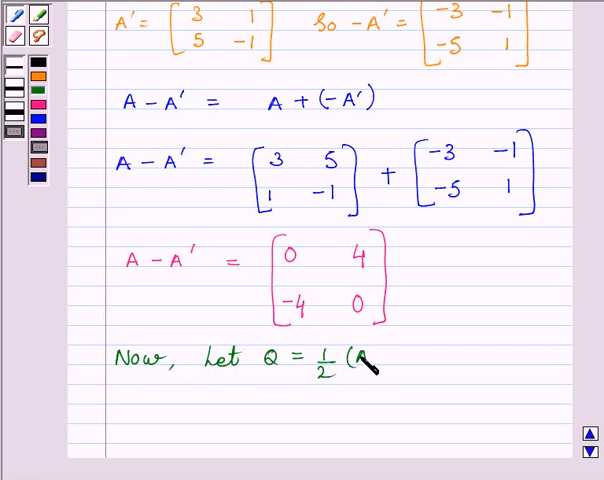 A' = [3 1 So -A' = [-3 -1
5 -1] -5 1]
A - A' = A + (-A')
A - A' = [3 5 + [-3 -1
1 -1] -5 1]
A - A' = [0 4
-4 0]
Now, Let Q = 1/2 (A